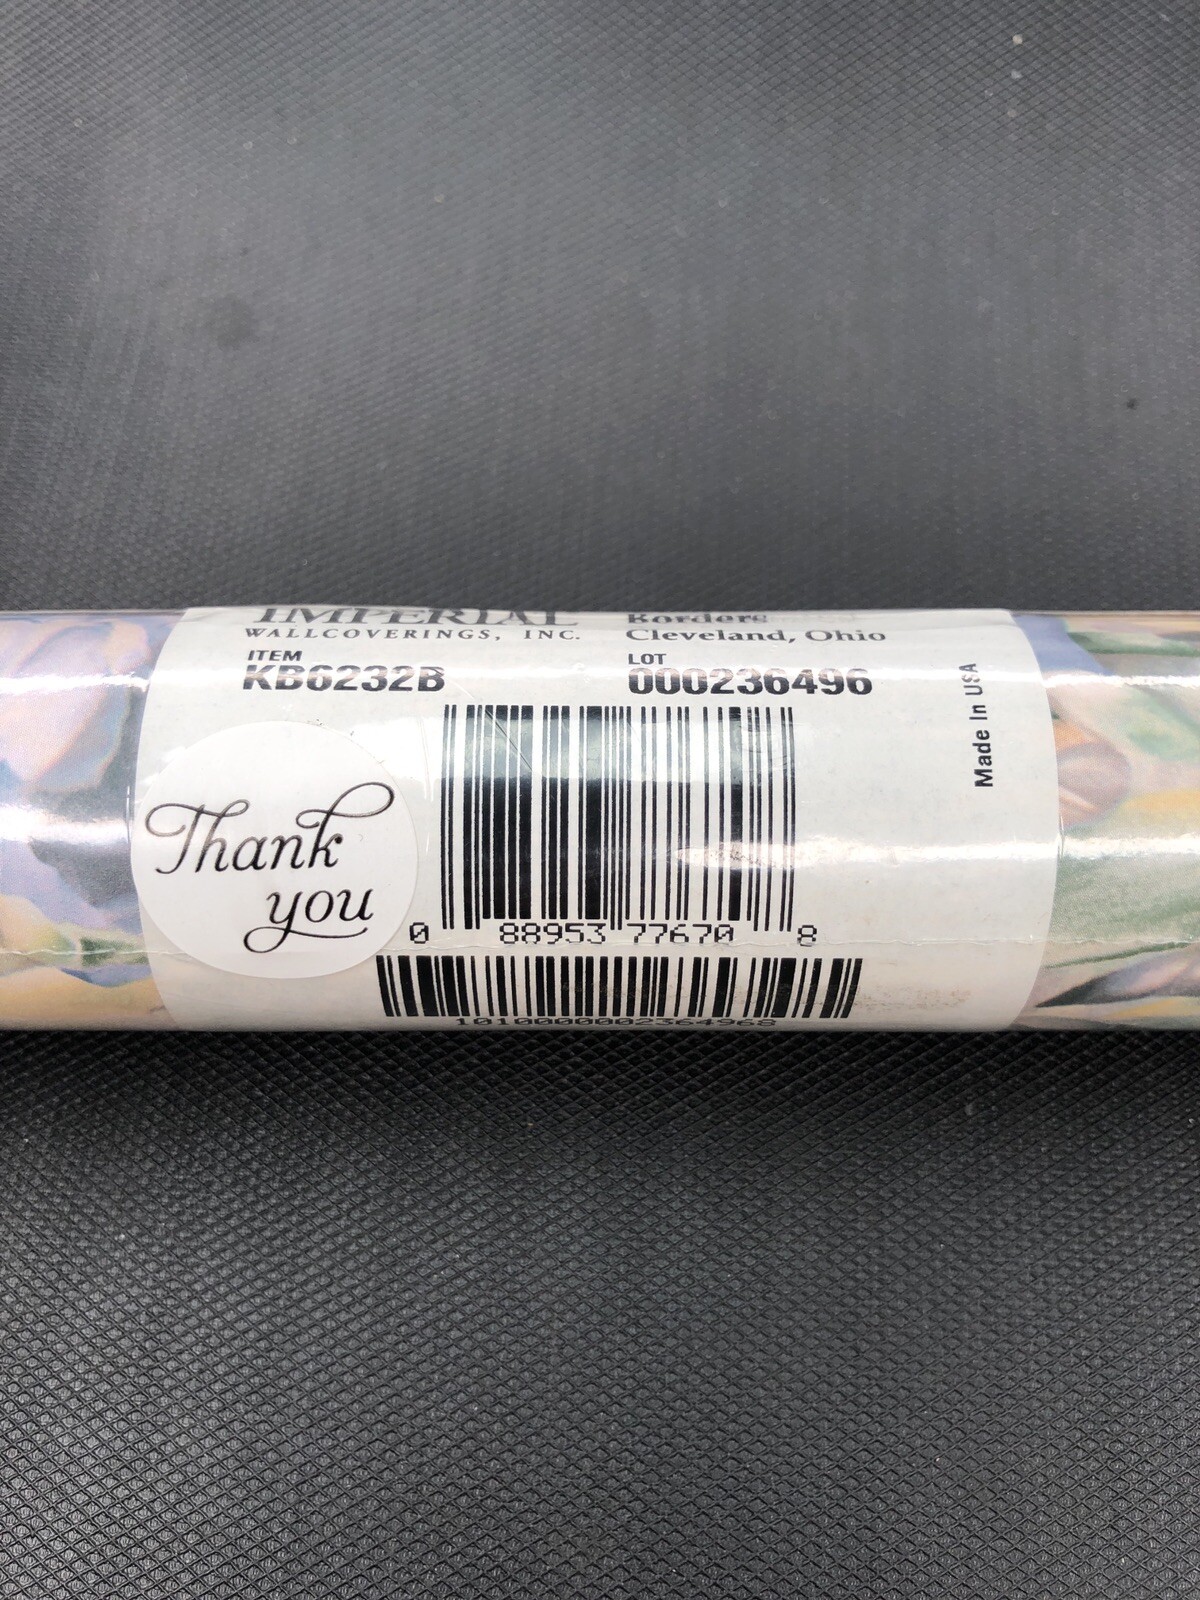 IMPERIAL
WALLCOVERINGS, INC.
Borders
Cleveland, Ohio
ITEM
KB6232B
LOT
000236496
Made In USA
Thank
you
0 88953 77670 8
1010000002364968